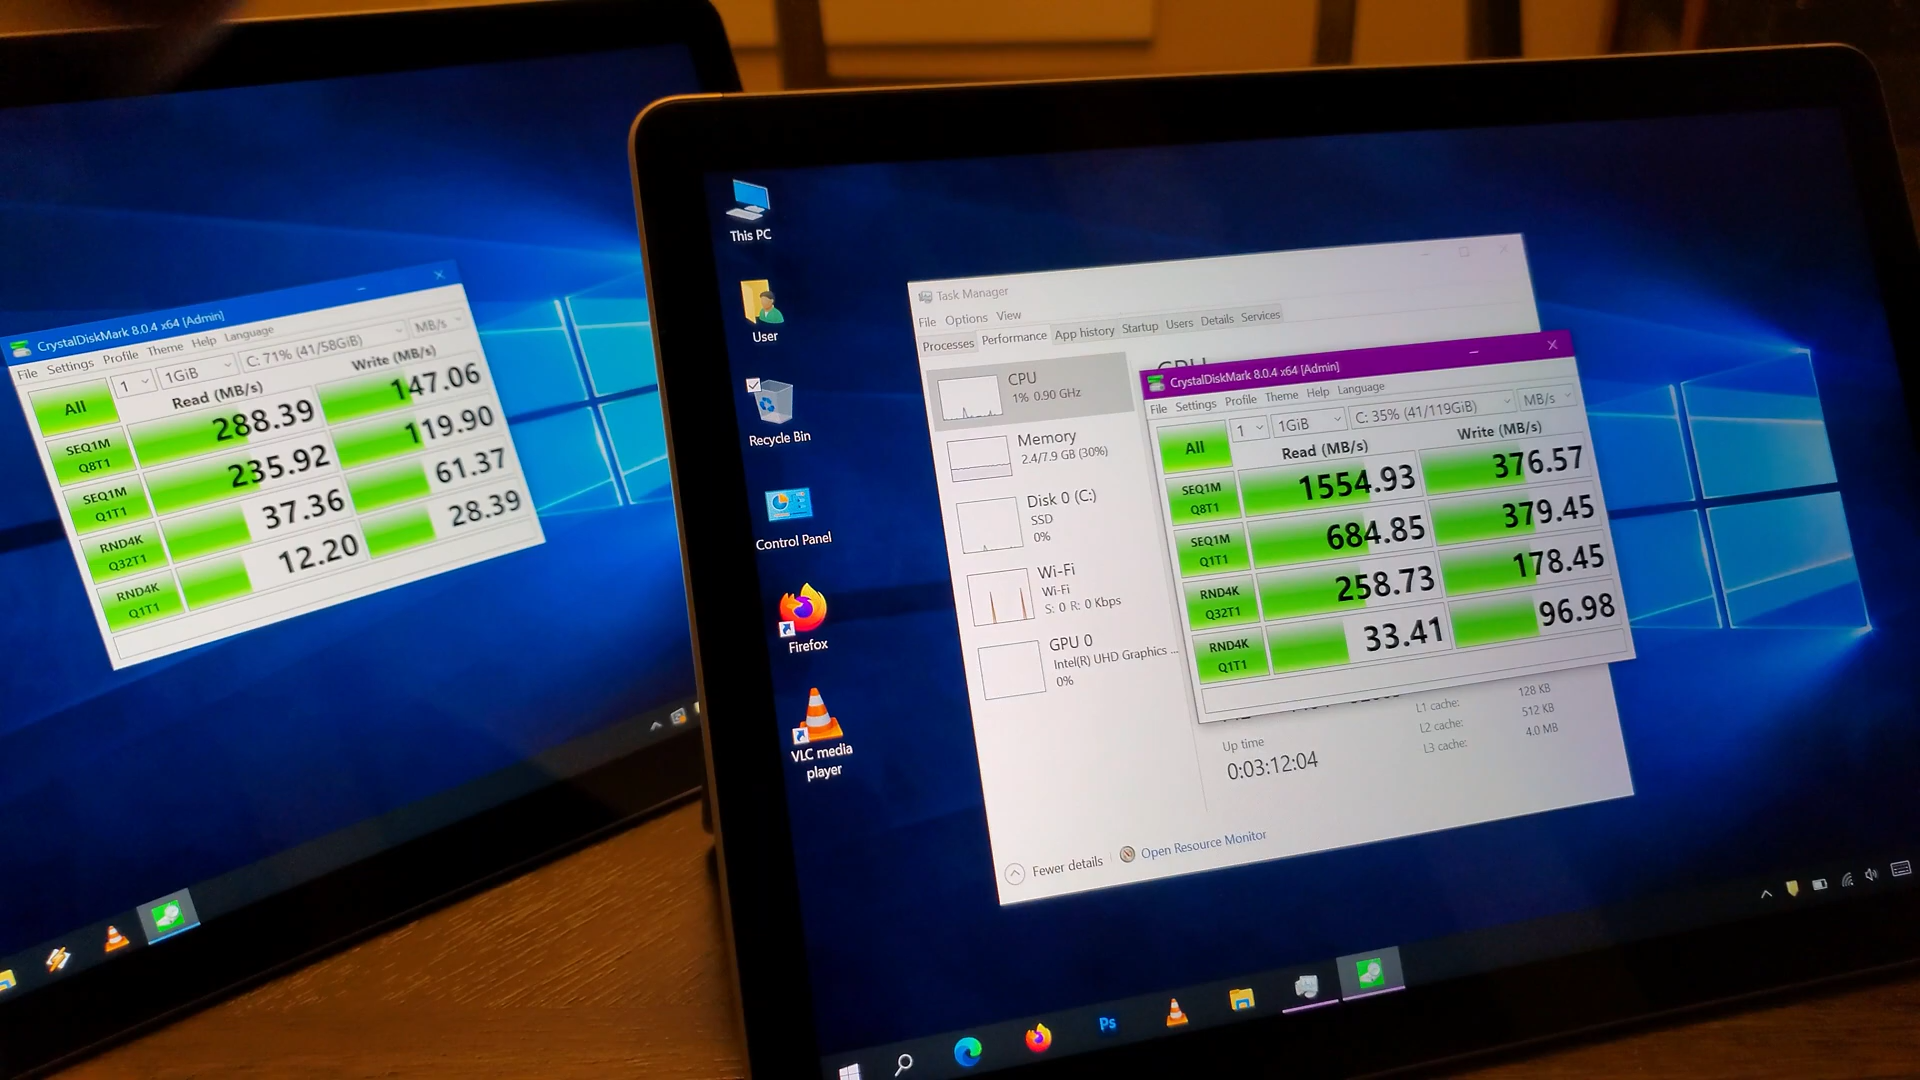 CrystalDiskMark 8.0.4 x64 [Admin]
File Settings Profile Theme Help Language
All 1 1GiB C: 71% (41/58GiB) MB/s
Read (MB/s) Write (MB/s)
SEQ1M Q8T1 288.39 147.06
SEQ1M Q1T1 235.92 119.90
RND4K Q32T1 37.36 61.37
RND4K Q1T1 12.20 28.39
This PC
User
Recycle Bin
Control Panel
Firefox
VLC media
player
Task Manager
File Options View
Processes Performance App history Startup Users Details Services
CPU
1% 0.90 GHz
Memory
2.4/7.9 GB (30%)
Disk 0 (C:)
SSD
0%
Wi-Fi
Wi-Fi
S: 0 R: 0 Kbps
GPU 0
Intel(R) UHD Graphics ...
0%
CPU
CrystalDiskMark 8.0.4 x64 [Admin]
File Settings Profile Theme Help Language
All 1 1GiB C: 35% (41/119GiB) MB/s
Read (MB/s) Write (MB/s)
SEQ1M Q8T1 1554.93 376.57
SEQ1M Q1T1 684.85 379.45
RND4K Q32T1 258.73 178.45
RND4K Q1T1 33.41 96.98
L1 cache: 128 KB
L2 cache: 512 KB
L3 cache: 4.0 MB
Up time
0:03:12:04
Fewer details
Open Resource Monitor
Ps